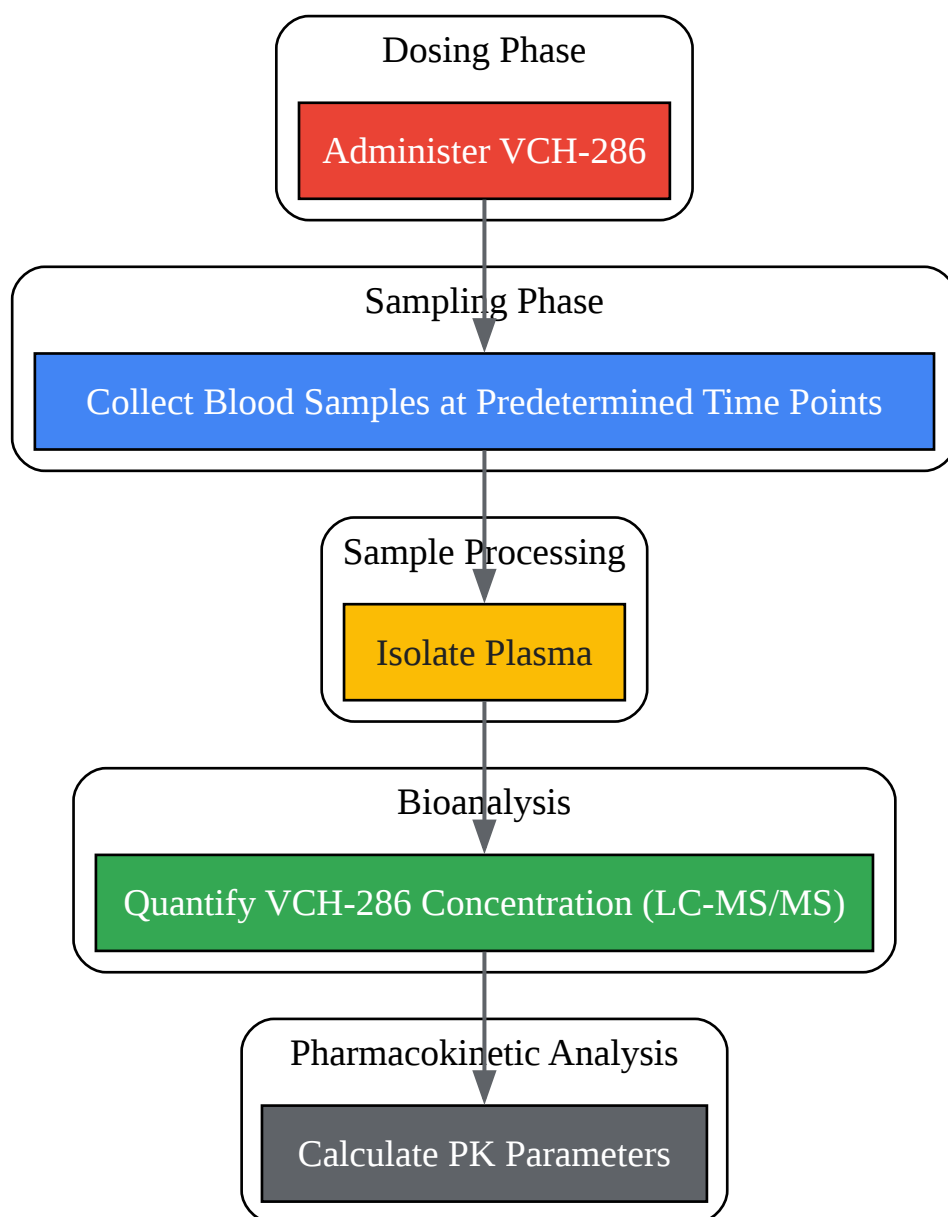 Dosing Phase
Administer VCH-286
Sampling Phase
Collect Blood Samples at Predetermined Time Points
Sample Processing
Isolate Plasma
Bioanalysis
Quantify VCH-286 Concentration (LC-MS/MS)
Pharmacokinetic Analysis
Calculate PK Parameters